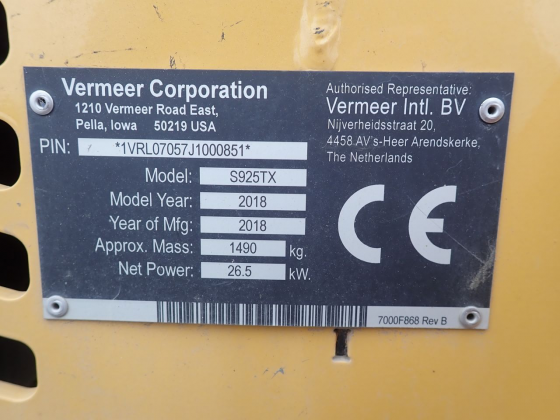 Vermeer Corporation
1210 Vermeer Road East,
Pella, Iowa 50219 USA
Authorised Representative:
Vermeer Intl. BV
Nijverheidsstraat 20,
4458 AV's-Heer Arendskerke,
The Netherlands
PIN: *1VRL07057J1000851*
Model: S925TX
Model Year: 2018
Year of Mfg: 2018
Approx. Mass: 1490 kg.
Net Power: 26.5 kW.
CE
7000F868 Rev B